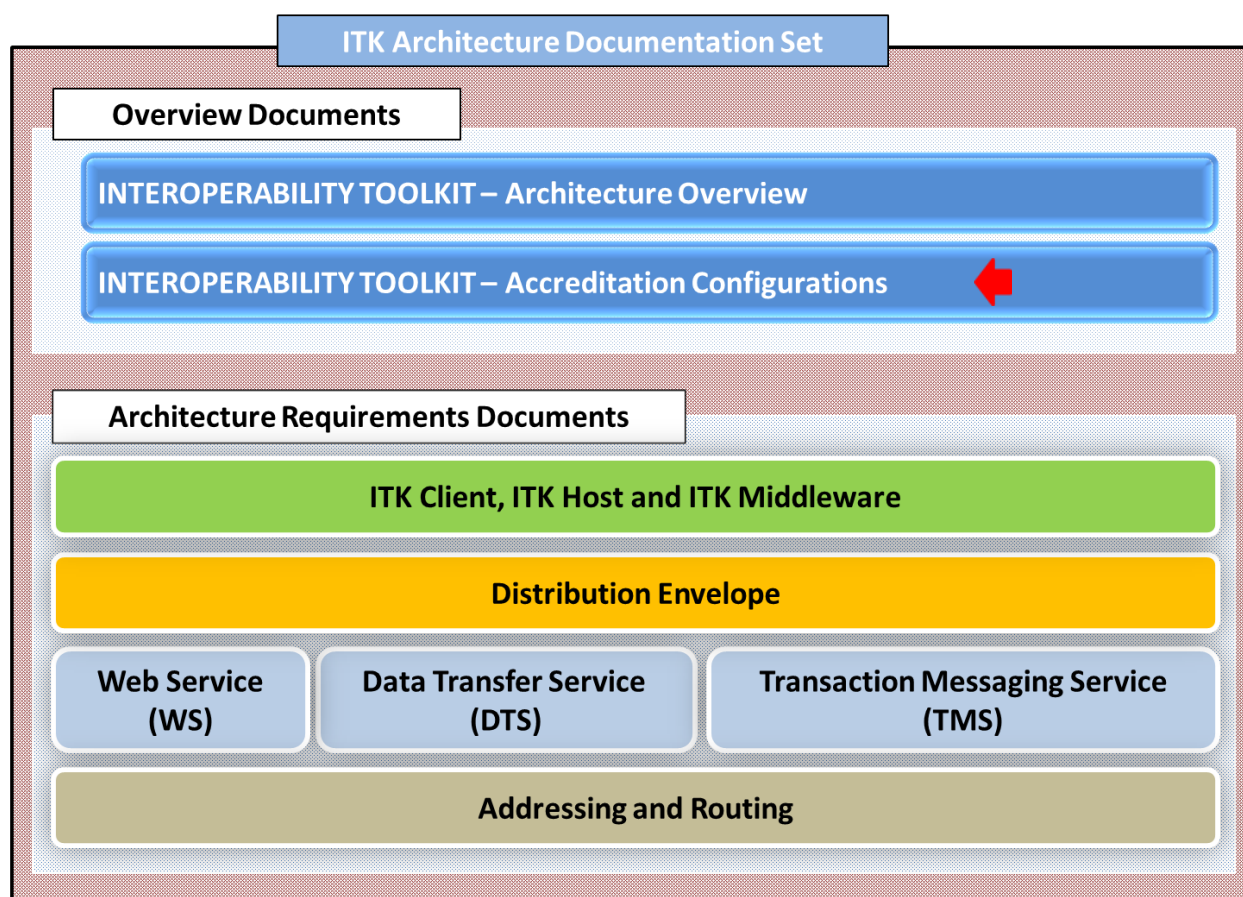 ITK Architecture Documentation Set
Overview Documents
INTEROPERABILITY TOOLKIT – Architecture Overview
INTEROPERABILITY TOOLKIT – Accreditation Configurations
Architecture Requirements Documents
ITK Client, ITK Host and ITK Middleware
Distribution Envelope
Web Service
(WS)
Data Transfer Service
(DTS)
Transaction Messaging Service
(TMS)
Addressing and Routing